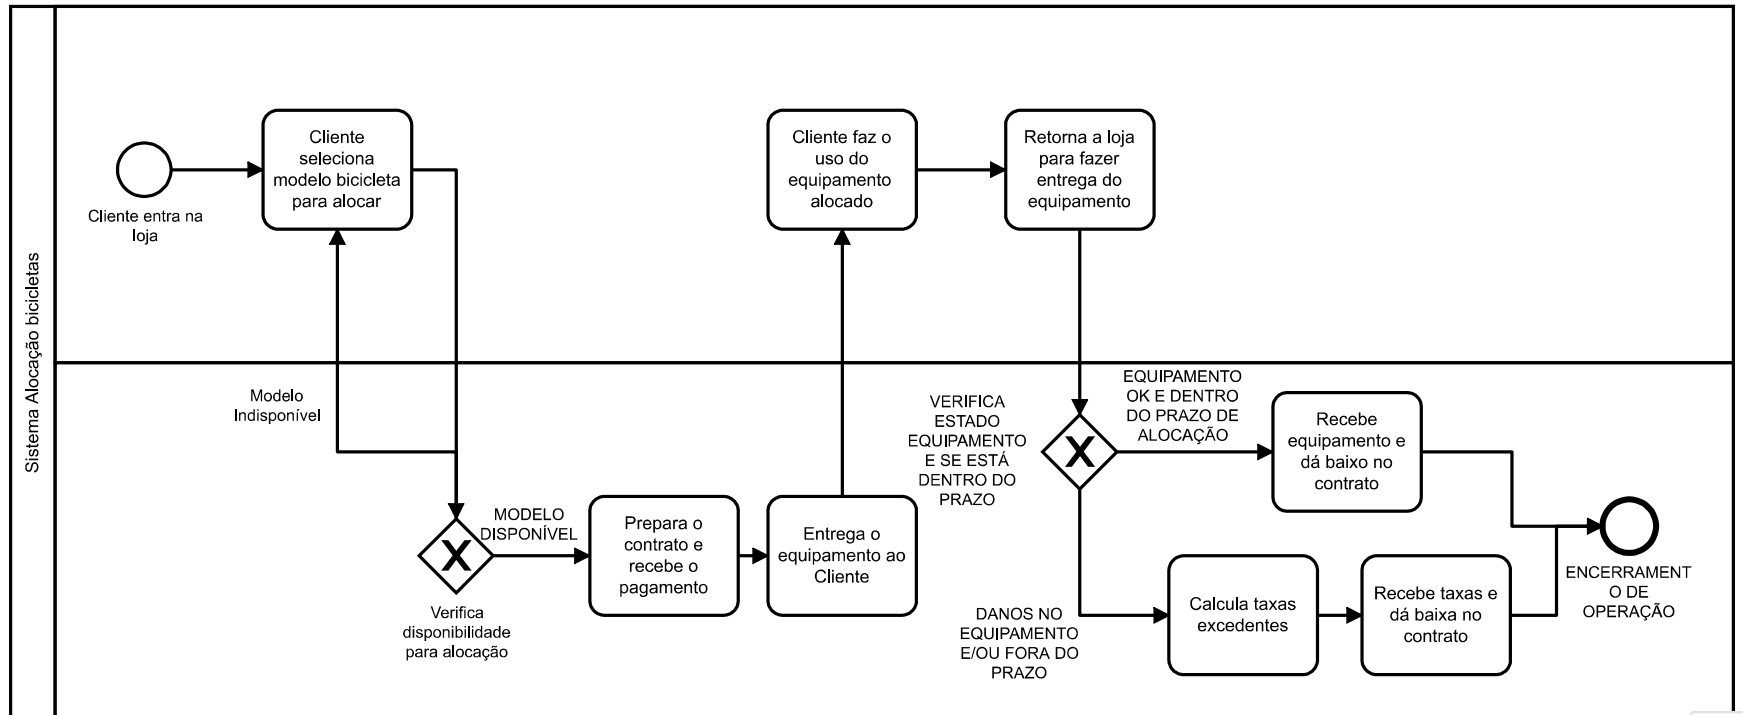 Sistema Alocação bicicletas
Cliente entra na
loja
Cliente
seleciona
modelo bicicleta
para alocar
Cliente faz o
uso do
equipamento
alocado
Retorna a loja
para fazer
entrega do
equipamento
Modelo
Indisponível
Verifica
disponibilidade
para alocação
MODELO
DISPONÍVEL
Prepara o
contrato e
recebe o
pagamento
Entrega o
equipamento ao
Cliente
VERIFICA
ESTADO
EQUIPAMENTO
E SE ESTÁ
DENTRO DO
PRAZO
EQUIPAMENTO
OK E DENTRO
DO PRAZO DE
ALOCAÇÃO
Recebe
equipamento e
dá baixo no
contrato
DANOS NO
EQUIPAMENTO
E/OU FORA DO
PRAZO
Calcula taxas
excedentes
Recebe taxas e
dá baixa no
contrato
ENCERRAMENT
O DE
OPERAÇÃO